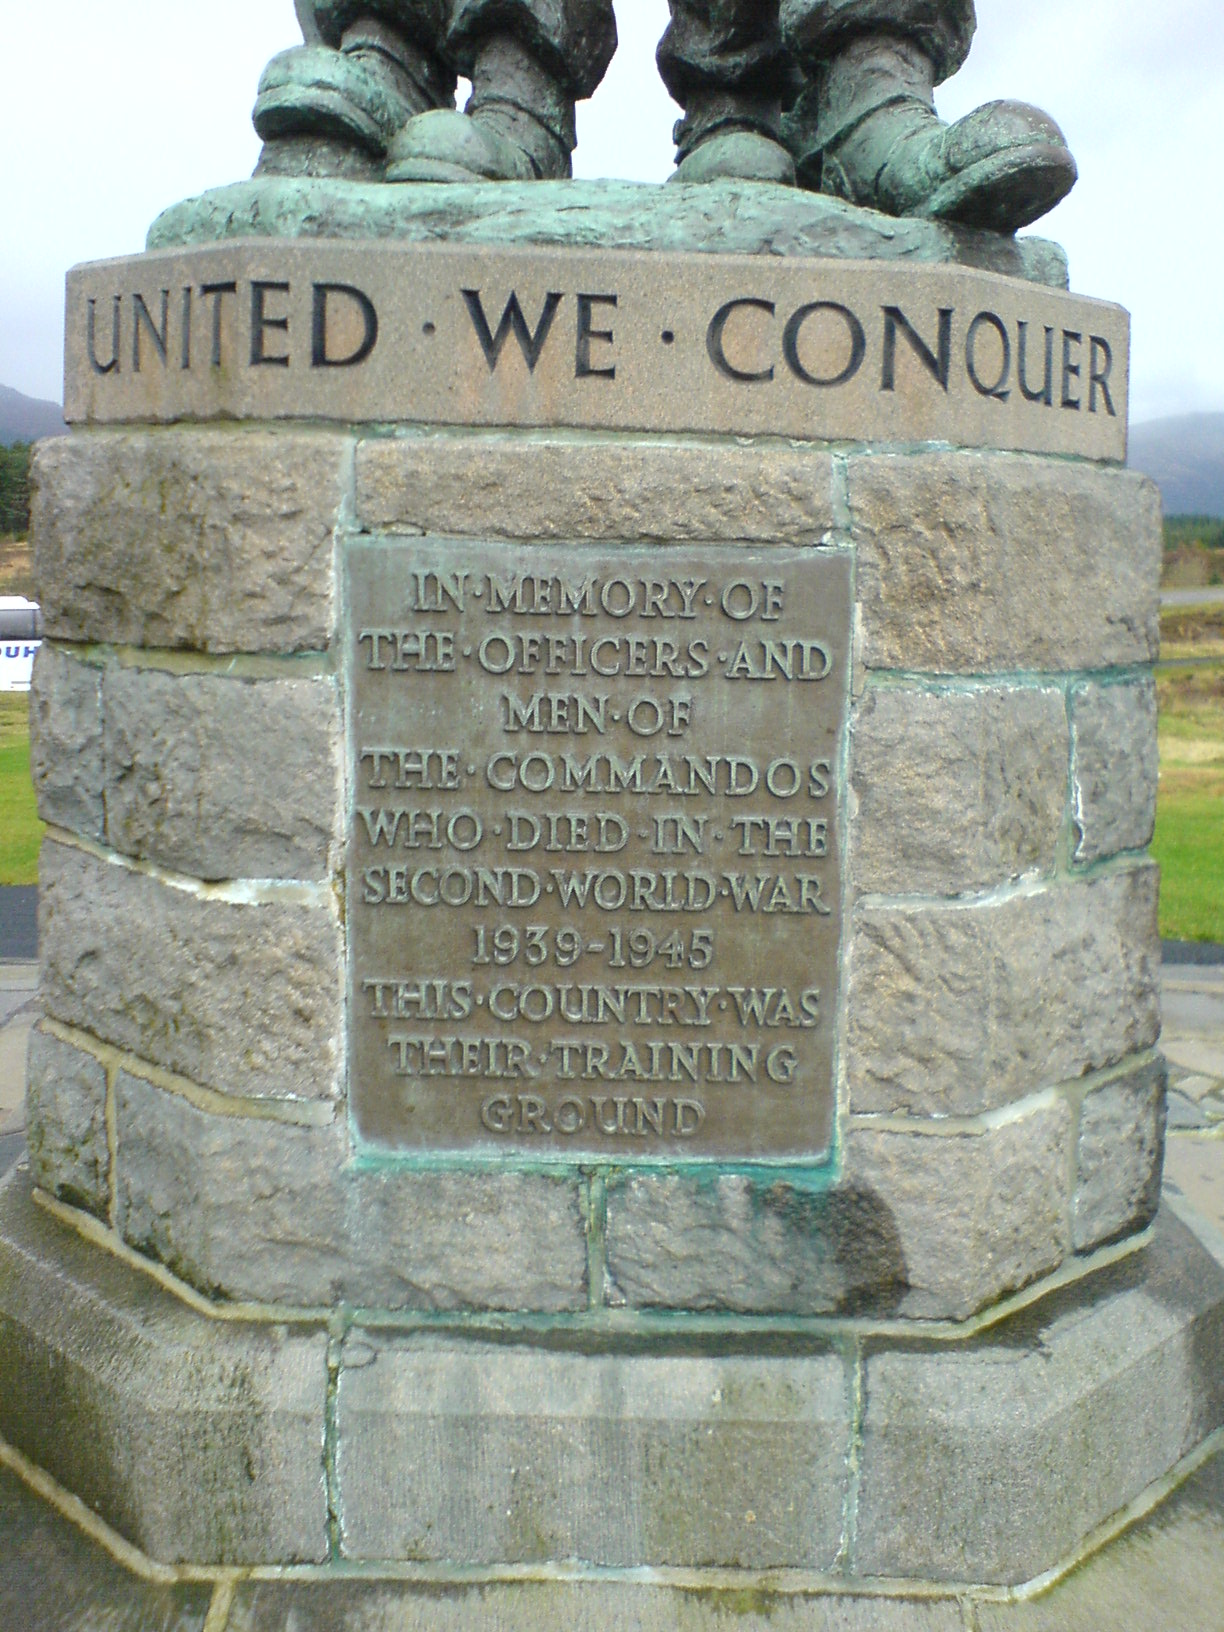 UNITED · WE · CONQUER
IN·MEMORY·OF
THE·OFFICERS·AND
MEN·OF
THE·COMMANDOS
WHO·DIED·IN·THE
SECOND·WORLD·WAR
1939-1945
THIS·COUNTRY·WAS
THEIR·TRAINING
GROUND